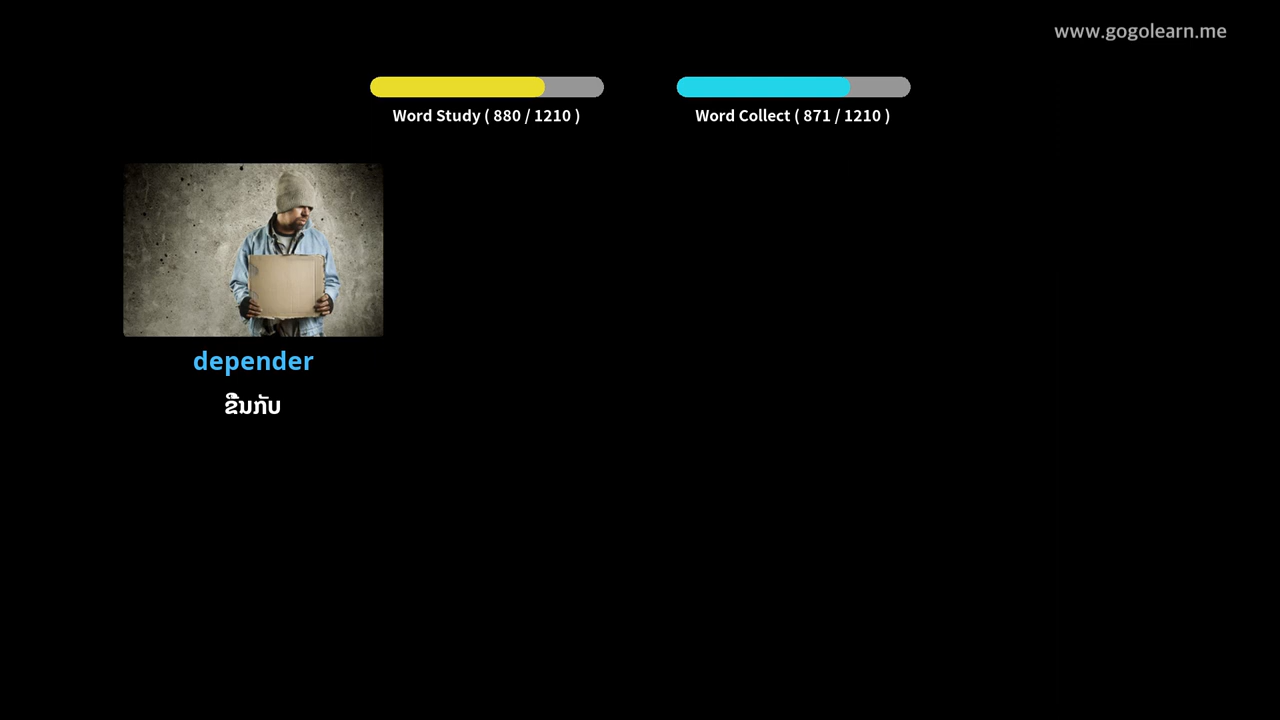 www.gogolearn.me
Word Study ( 880 / 1210 )
Word Collect ( 871 / 1210 )
depender
ຂຶ້ນກັບ